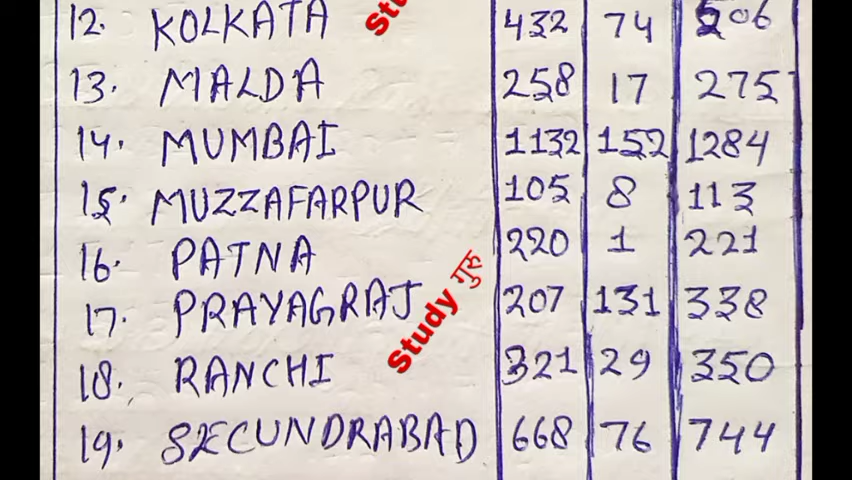 12. KOLKATA 432 74 506
13. MALDA 258 17 275
14. MUMBAI 1132 152 1284
15. MUZZAFARPUR 105 8 113
16. PATNA 220 1 221
17. PRAYAGRAJ 207 131 338
18. RANCHI 321 29 350
19. SECUNDRABAD 668 76 744
Study गुरु